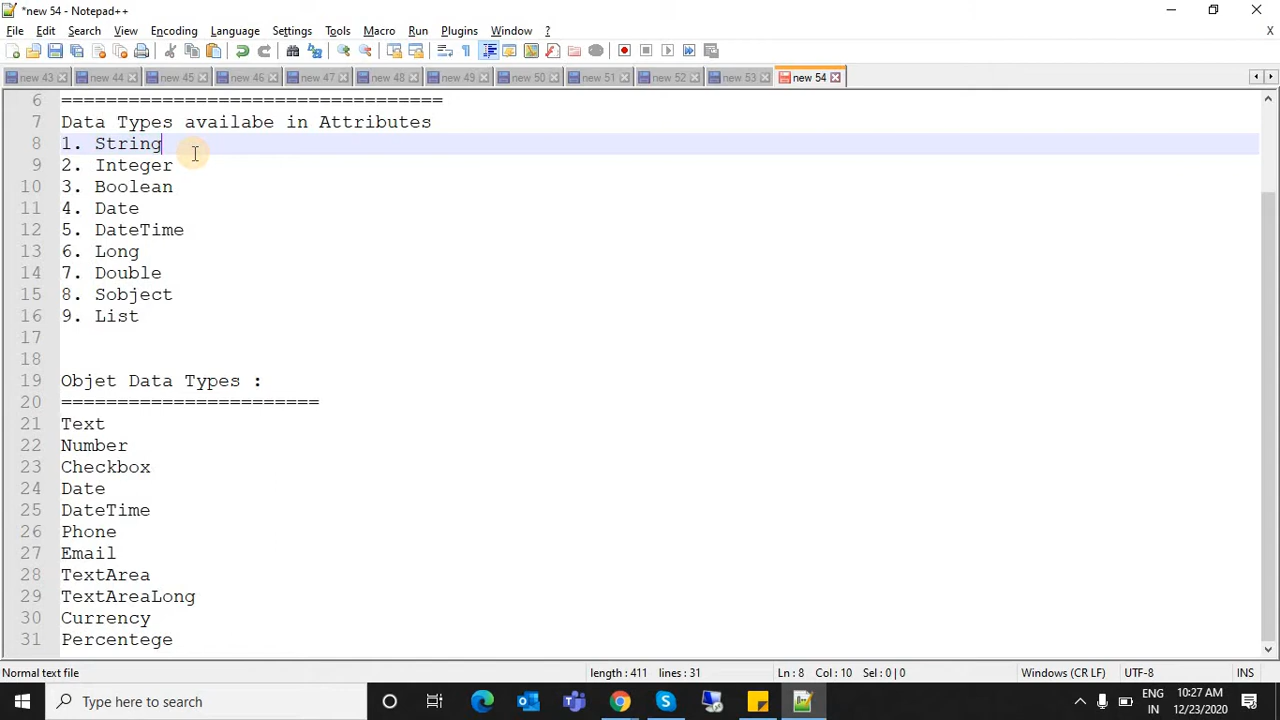 *new 54 - Notepad++
File Edit Search View Encoding Language Settings Tools Macro Run Plugins Window ? X
new 43 new 44 new 45 new 46 new 47 new 48 new 49 new 50 new 51 new 52 new 53 new 54
6 ==================================
7 Data Types availabe in Attributes
8 1. String
9 2. Integer
10 3. Boolean
11 4. Date
12 5. DateTime
13 6. Long
14 7. Double
15 8. Sobject
16 9. List
17
18
19 Objet Data Types :
20 =======================
21 Text
22 Number
23 Checkbox
24 Date
25 DateTime
26 Phone
27 Email
28 TextArea
29 TextAreaLong
30 Currency
31 Percentege
Normal text file length : 411 lines : 31 Ln : 8 Col : 10 Sel : 0 | 0 Windows (CR LF) UTF-8 INS
Type here to search ENG 10:27 AM
IN 12/23/2020